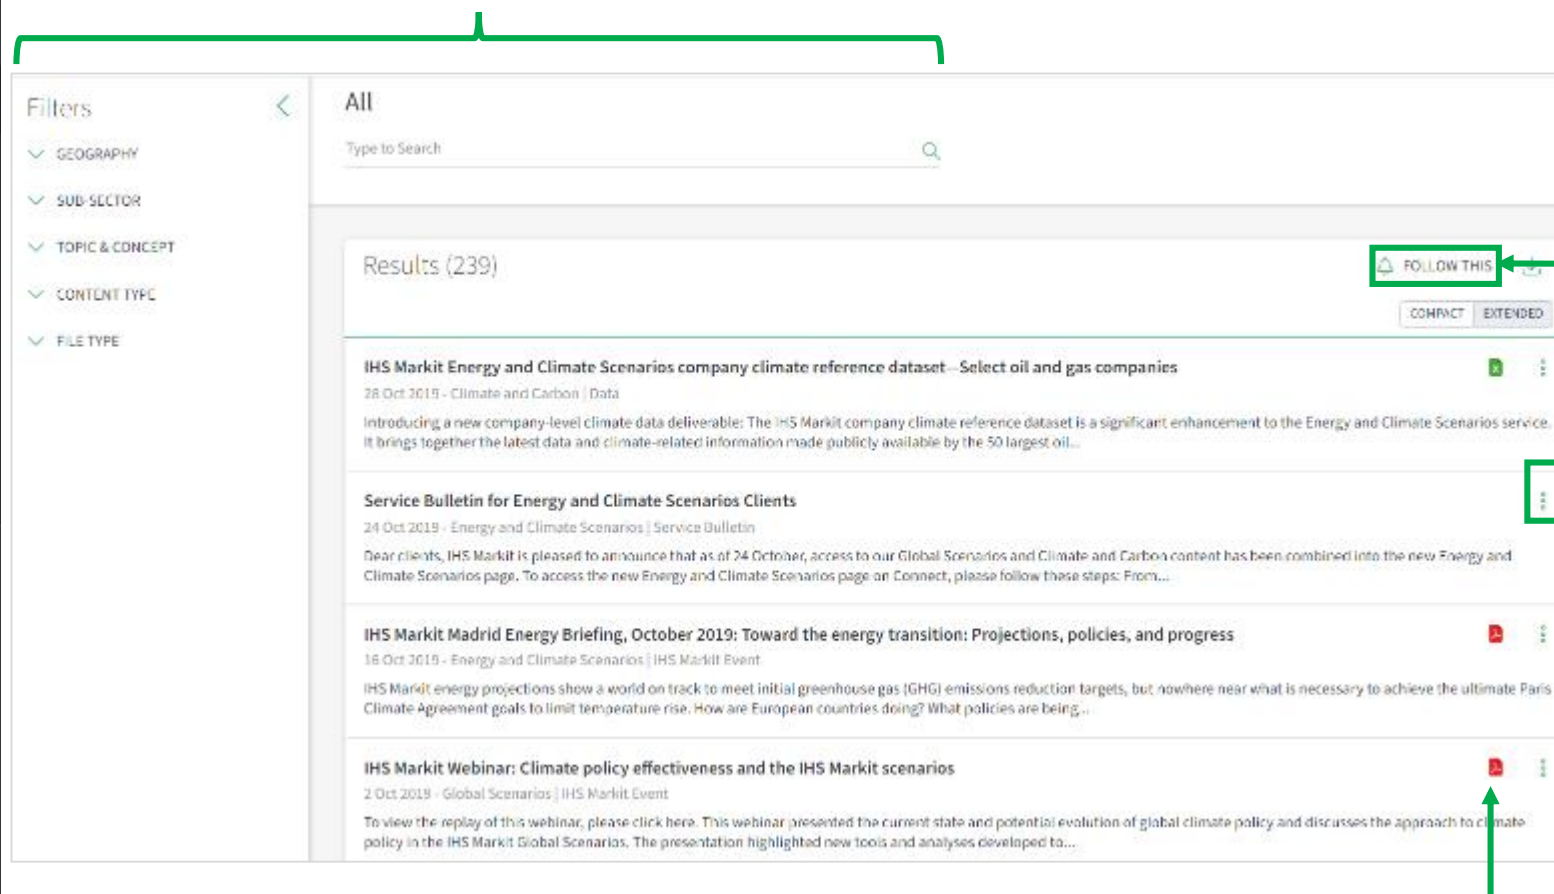 Filters
GEOGRAPHY
SUB-SECTOR
TOPIC & CONCEPT
CONTENT TYPE
FILE TYPE
All
Type to Search
Results (239)
FOLLOW THIS
COMPACT EXTENDED
IHS Markit Energy and Climate Scenarios company climate reference dataset—Select oil and gas companies
28 Oct 2019 - Climate and Carbon | Data
Introducing a new company-level climate data deliverable: The IHS Markit company climate reference dataset is a significant enhancement to the Energy and Climate Scenarios service.
It brings together the latest data and climate-related information made publicly available by the 50 largest oil...
Service Bulletin for Energy and Climate Scenarios Clients
24 Oct 2019 - Energy and Climate Scenarios | Service Bulletin
Dear clients, IHS Markit is pleased to announce that as of 24 October, access to our Global Scenarios and Climate and Carbon content has been combined into the new Energy and
Climate Scenarios page. To access the new Energy and Climate Scenarios page on Connect, please follow these steps: From...
IHS Markit Madrid Energy Briefing, October 2019: Toward the energy transition: Projections, policies, and progress
16 Oct 2019 - Energy and Climate Scenarios | IHS Markit Event
IHS Markit energy projections show a world on track to meet initial greenhouse gas (GHG) emissions reduction targets, but nowhere near what is necessary to achieve the ultimate Paris
Climate Agreement goals to limit temperature rise. How are European countries doing? What policies are being...
IHS Markit Webinar: Climate policy effectiveness and the IHS Markit scenarios
2 Oct 2019 - Global Scenarios | IHS Markit Event
To view the replay of this webinar, please click here. This webinar presented the current state and potential evolution of global climate policy and discusses the approach to climate
policy in the IHS Markit Global Scenarios. The presentation highlighted new tools and analyses developed to...